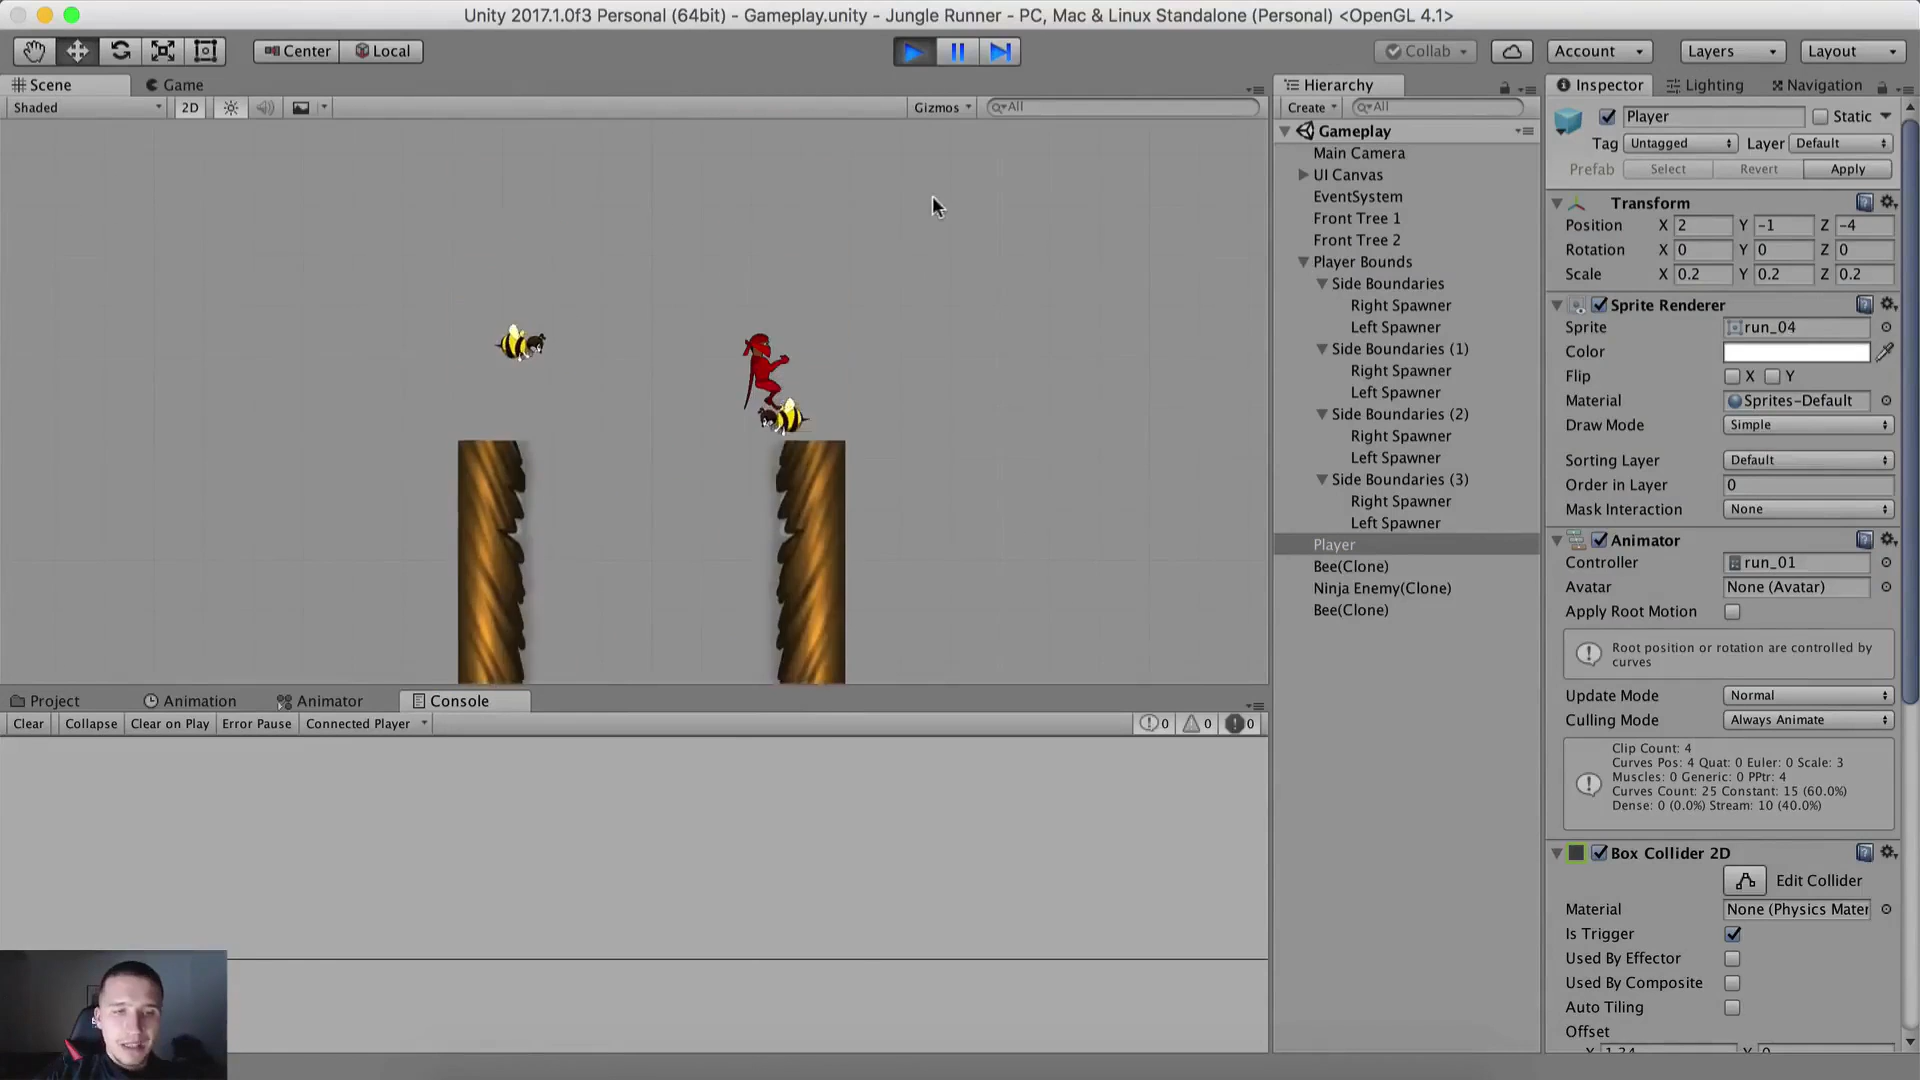 Unity 2017.1.0f3 Personal (64bit) - Gameplay.unity - Jungle Runner - PC, Mac & Linux Standalone (Personal) <OpenGL 4.1>
Center Local Collab Account Layers Layout
Scene Game
Shaded 2D Gizmos All
Hierarchy
Create All
Gameplay
Main Camera
UI Canvas
EventSystem
Front Tree 1
Front Tree 2
Player Bounds
Side Boundaries
Right Spawner
Left Spawner
Side Boundaries (1)
Right Spawner
Left Spawner
Side Boundaries (2)
Right Spawner
Left Spawner
Side Boundaries (3)
Right Spawner
Left Spawner
Player
Bee(Clone)
Ninja Enemy(Clone)
Bee(Clone)
Inspector Lighting Navigation
Player Static
Tag Untagged Layer Default
Prefab Select Revert Apply
Transform
Position X 2 Y -1 Z -4
Rotation X 0 Y 0 Z 0
Scale X 0.2 Y 0.2 Z 0.2
Sprite Renderer
Sprite run_04
Color
Flip X Y
Material Sprites-Default
Draw Mode Simple
Sorting Layer Default
Order in Layer 0
Mask Interaction None
Animator
Controller run_01
Avatar None (Avatar)
Apply Root Motion
Root position or rotation are controlled by
curves
Update Mode Normal
Culling Mode Always Animate
Clip Count: 4
Curves Pos: 4 Quat: 0 Euler: 0 Scale: 3
Muscles: 0 Generic: 0 PPtr: 4
Curves Count: 25 Constant: 15 (60.0%)
Dense: 0 (0.0%) Stream: 10 (40.0%)
Box Collider 2D
Edit Collider
Material None (Physics Mater
Is Trigger
Used By Effector
Used By Composite
Auto Tiling
Offset
Project Animation Animator Console
Clear Collapse Clear on Play Error Pause Connected Player 0 0 0